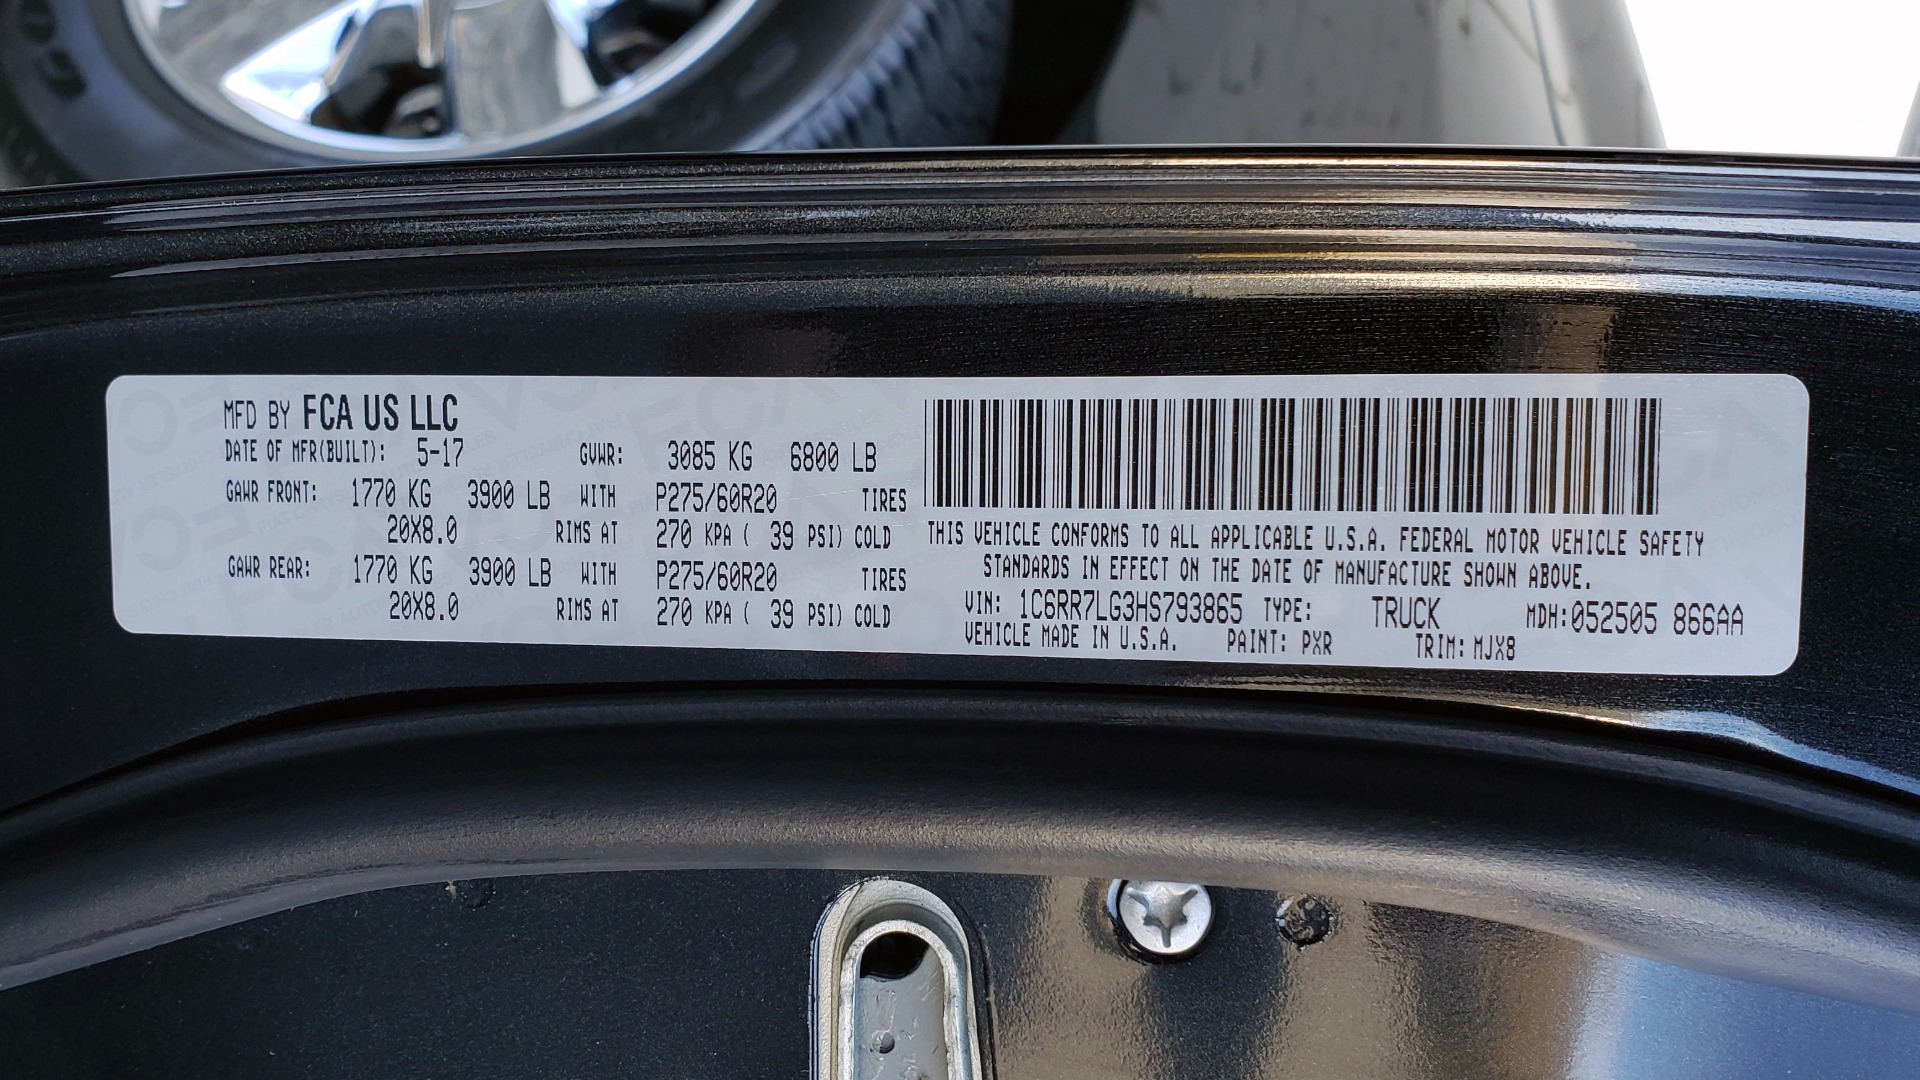 MFD BY FCA US LLC
DATE OF MFR(BUILT): 5-17 GVWR: 3085 KG 6800 LB
GAWR FRONT: 1770 KG 3900 LB WITH P275/60R20 TIRES
20X8.0 RIMS AT 270 KPA ( 39 PSI) COLD
GAWR REAR: 1770 KG 3900 LB WITH P275/60R20 TIRES
20X8.0 RIMS AT 270 KPA ( 39 PSI) COLD
THIS VEHICLE CONFORMS TO ALL APPLICABLE U.S.A. FEDERAL MOTOR VEHICLE SAFETY
STANDARDS IN EFFECT ON THE DATE OF MANUFACTURE SHOWN ABOVE.
VIN: 1C6RR7LG3HS793865 TYPE: TRUCK MDH:052505 866AA
VEHICLE MADE IN U.S.A. PAINT: PXR TRIM: MJX8